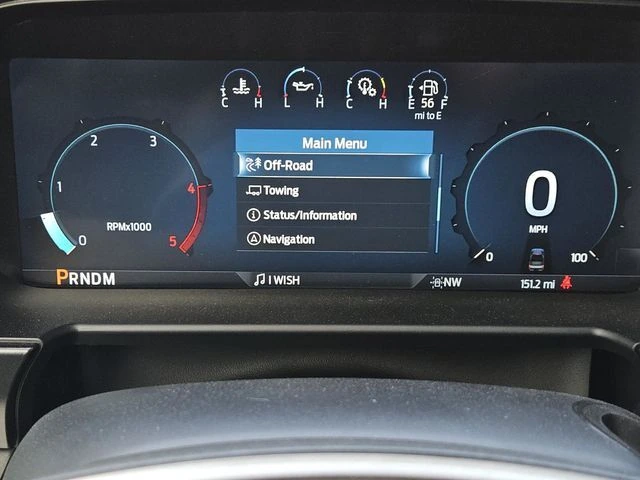 C H L H C H E 56 F
mi to E
Main Menu
Off-Road
Towing
Status/Information
Navigation
2 3
1 4
RPMx1000
0 5
0
MPH
0 100
PRNDM
I WISH
NW
151.2 mi